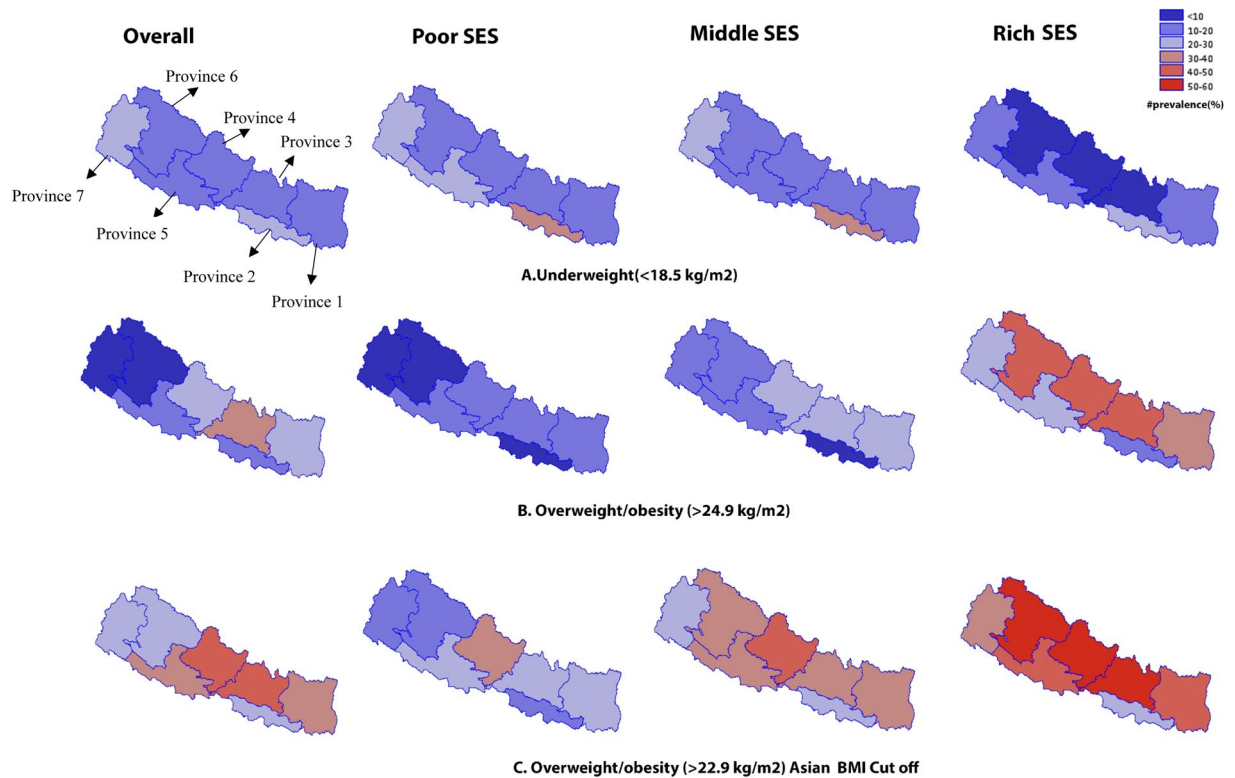 Overall
Poor SES
Middle SES
Rich SES
<10
10-20
20-30
30-40
40-50
50-60
#prevalence(%)
Province 6
Province 4
Province 3
Province 7
Province 5
Province 2
Province 1
A.Underweight(<18.5 kg/m2)
B. Overweight/obesity (>24.9 kg/m2)
C. Overweight/obesity (>22.9 kg/m2) Asian BMI Cut off